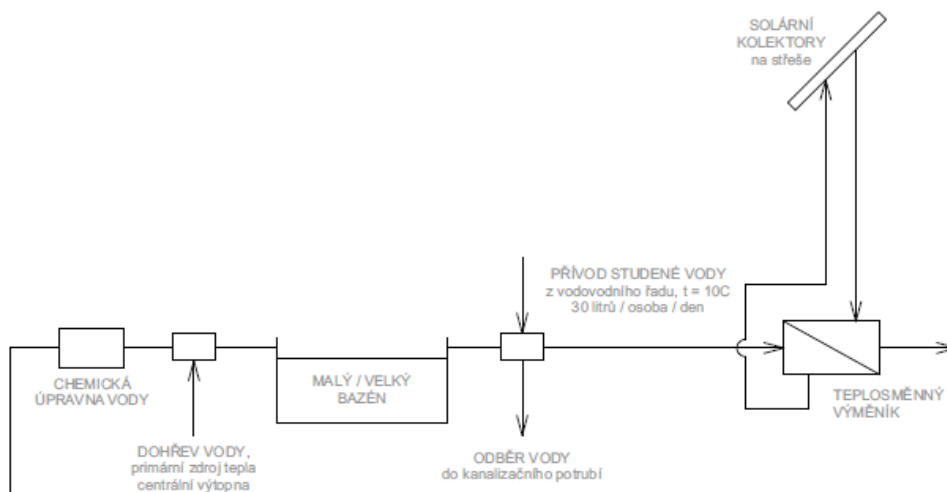 SOLÁRNÍ
KOLEKTORY
na střeše
PŘÍVOD STUDENÉ VODY
z vodovodního řadu, t = 10C
30 litrů / osoba / den
CHEMICKÁ
ÚPRAVNA VODY
MALÝ / VELKÝ
BAZÉN
TEPLOSMĚNNÝ
VÝMĚNÍK
DOHŘEV VODY,
primární zdroj tepla
centrální výtopna
ODBĚR VODY
do kanalizačního potrubí